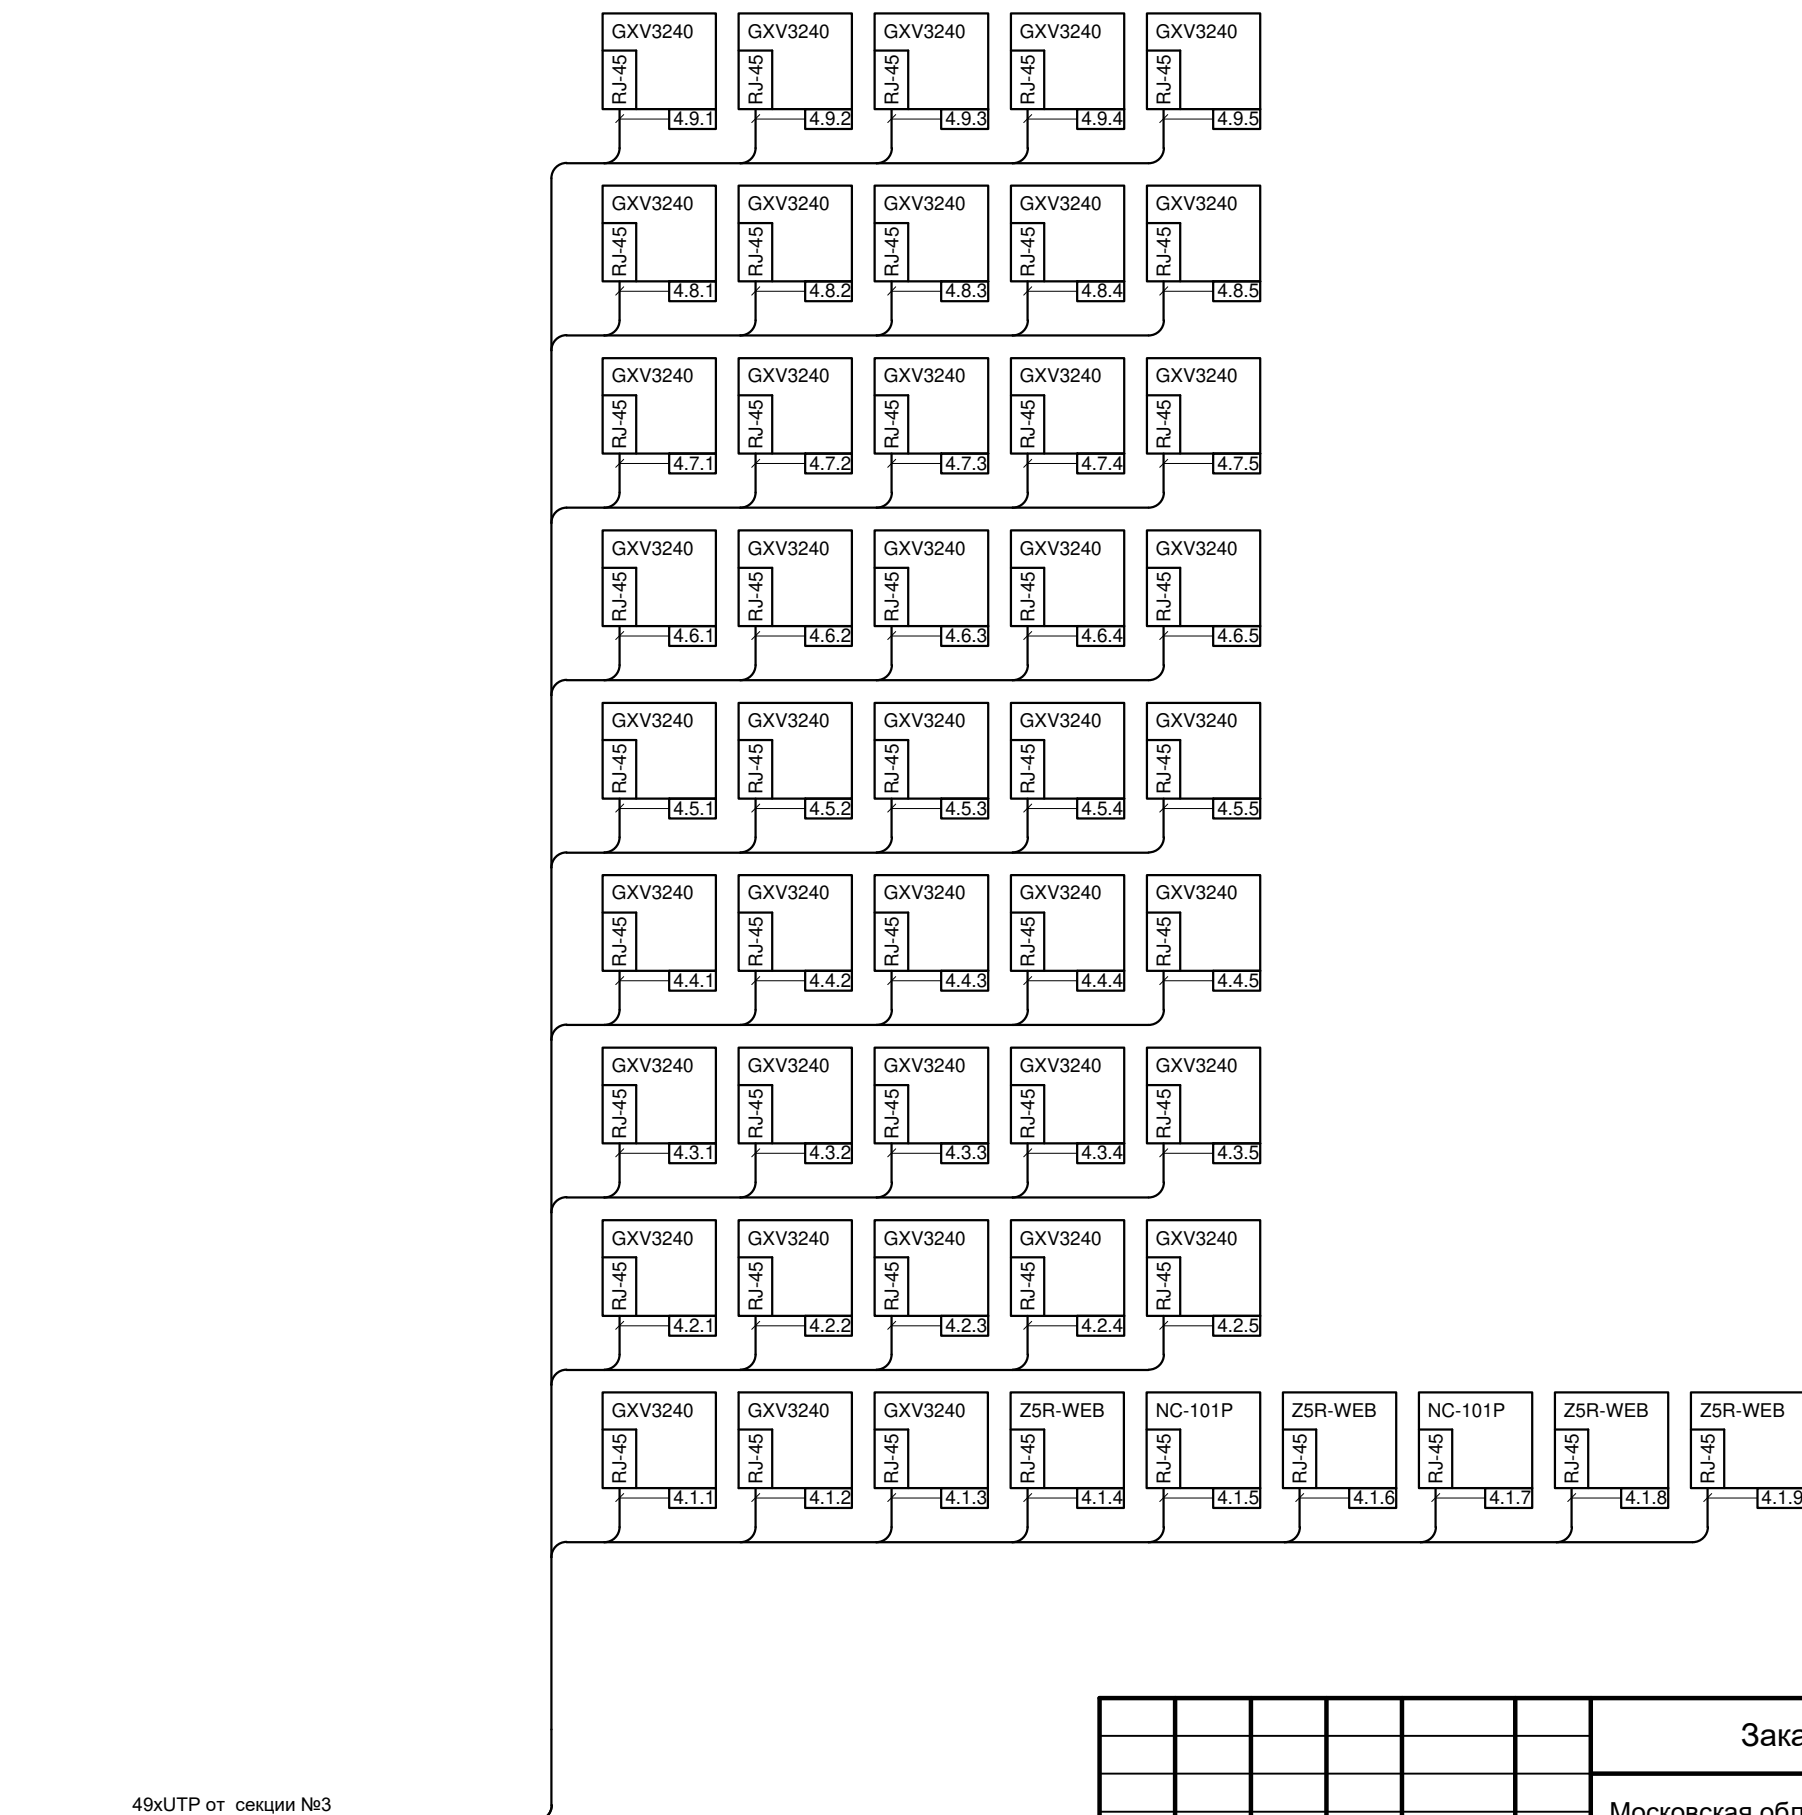 GXV3240 GXV3240 GXV3240 GXV3240 GXV3240
RJ-45 RJ-45 RJ-45 RJ-45 RJ-45
4.9.1 4.9.2 4.9.3 4.9.4 4.9.5
GXV3240 GXV3240 GXV3240 GXV3240 GXV3240
RJ-45 RJ-45 RJ-45 RJ-45 RJ-45
4.8.1 4.8.2 4.8.3 4.8.4 4.8.5
GXV3240 GXV3240 GXV3240 GXV3240 GXV3240
RJ-45 RJ-45 RJ-45 RJ-45 RJ-45
4.7.1 4.7.2 4.7.3 4.7.4 4.7.5
GXV3240 GXV3240 GXV3240 GXV3240 GXV3240
RJ-45 RJ-45 RJ-45 RJ-45 RJ-45
4.6.1 4.6.2 4.6.3 4.6.4 4.6.5
GXV3240 GXV3240 GXV3240 GXV3240 GXV3240
RJ-45 RJ-45 RJ-45 RJ-45 RJ-45
4.5.1 4.5.2 4.5.3 4.5.4 4.5.5
GXV3240 GXV3240 GXV3240 GXV3240 GXV3240
RJ-45 RJ-45 RJ-45 RJ-45 RJ-45
4.4.1 4.4.2 4.4.3 4.4.4 4.4.5
GXV3240 GXV3240 GXV3240 GXV3240 GXV3240
RJ-45 RJ-45 RJ-45 RJ-45 RJ-45
4.3.1 4.3.2 4.3.3 4.3.4 4.3.5
GXV3240 GXV3240 GXV3240 GXV3240 GXV3240
RJ-45 RJ-45 RJ-45 RJ-45 RJ-45
4.2.1 4.2.2 4.2.3 4.2.4 4.2.5
GXV3240 GXV3240 GXV3240 Z5R-WEB NC-101P Z5R-WEB NC-101P Z5R-WEB Z5R-WEB
RJ-45 RJ-45 RJ-45 RJ-45 RJ-45 RJ-45 RJ-45 RJ-45 RJ-45
4.1.1 4.1.2 4.1.3 4.1.4 4.1.5 4.1.6 4.1.7 4.1.8 4.1.9
Зака
49xUTP от секции №3
Московская обл